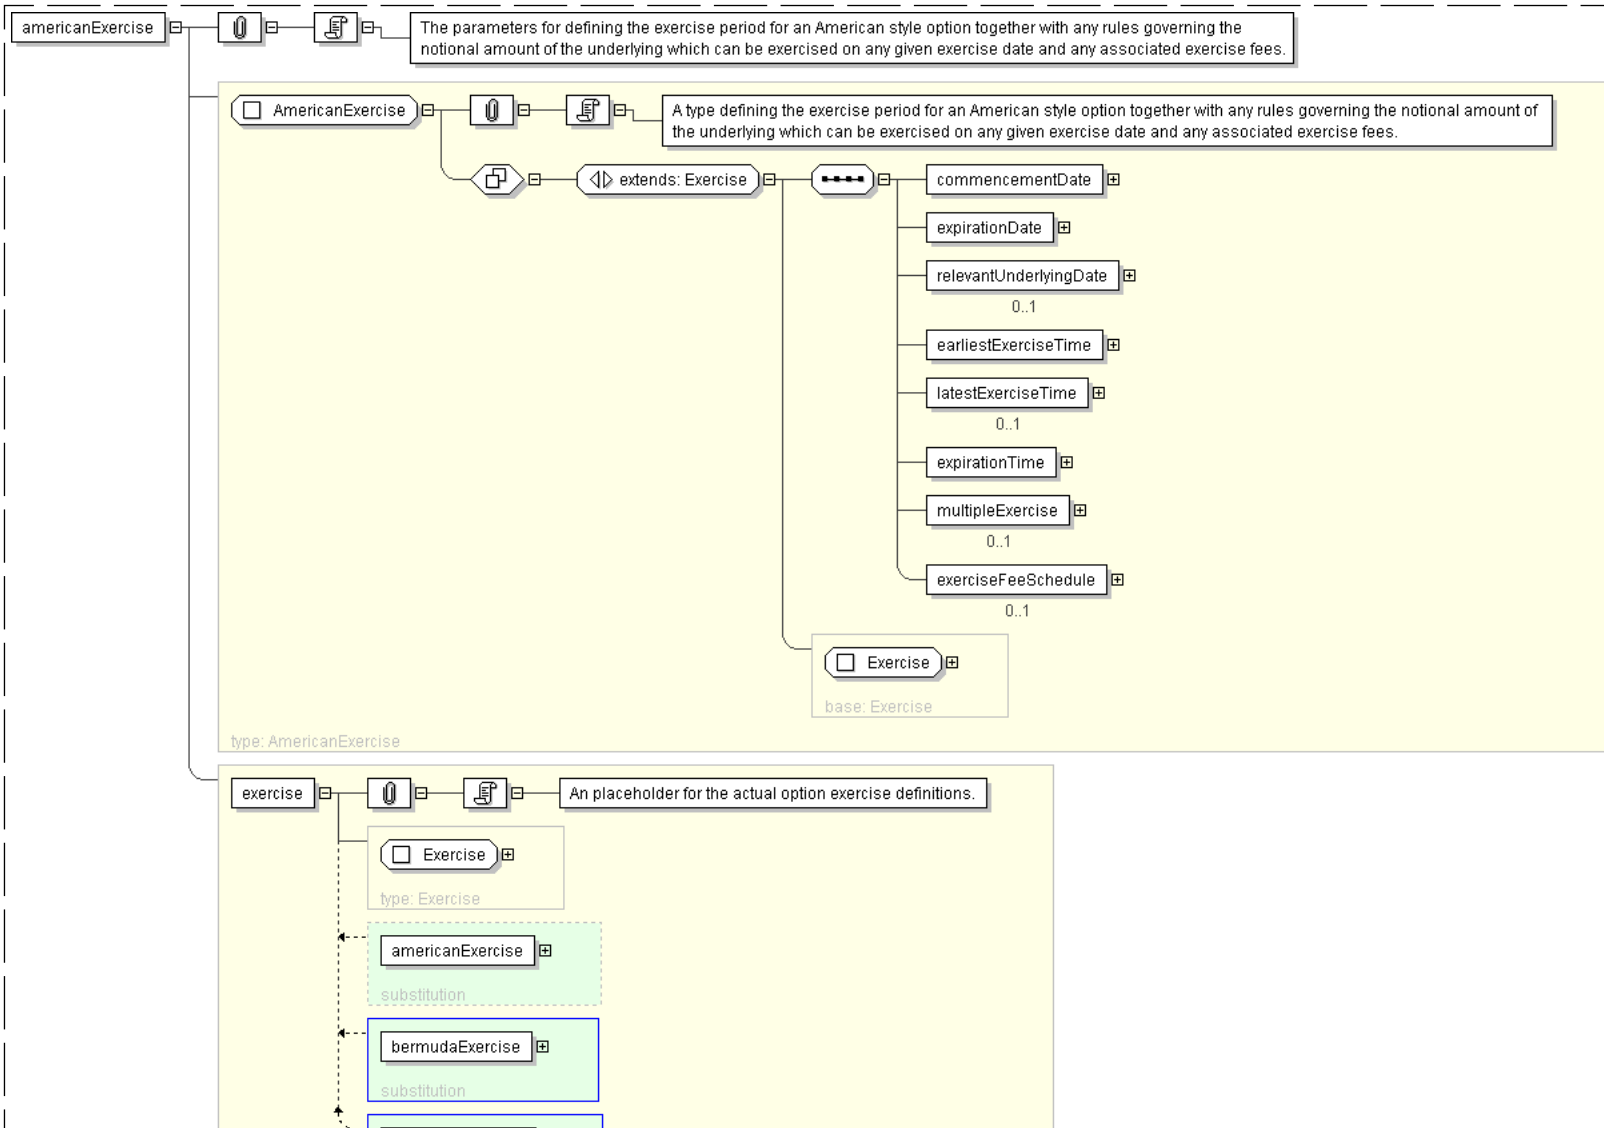 americanExercise
The parameters for defining the exercise period for an American style option together with any rules governing the
notional amount of the underlying which can be exercised on any given exercise date and any associated exercise fees.
AmericanExercise
A type defining the exercise period for an American style option together with any rules governing the notional amount of
the underlying which can be exercised on any given exercise date and any associated exercise fees.
extends: Exercise
commencementDate
expirationDate
relevantUnderlyingDate
0..1
earliestExerciseTime
latestExerciseTime
0..1
expirationTime
multipleExercise
0..1
exerciseFeeSchedule
0..1
Exercise
base: Exercise
type: AmericanExercise
exercise
An placeholder for the actual option exercise definitions.
Exercise
type: Exercise
americanExercise
substitution
bermudaExercise
substitution